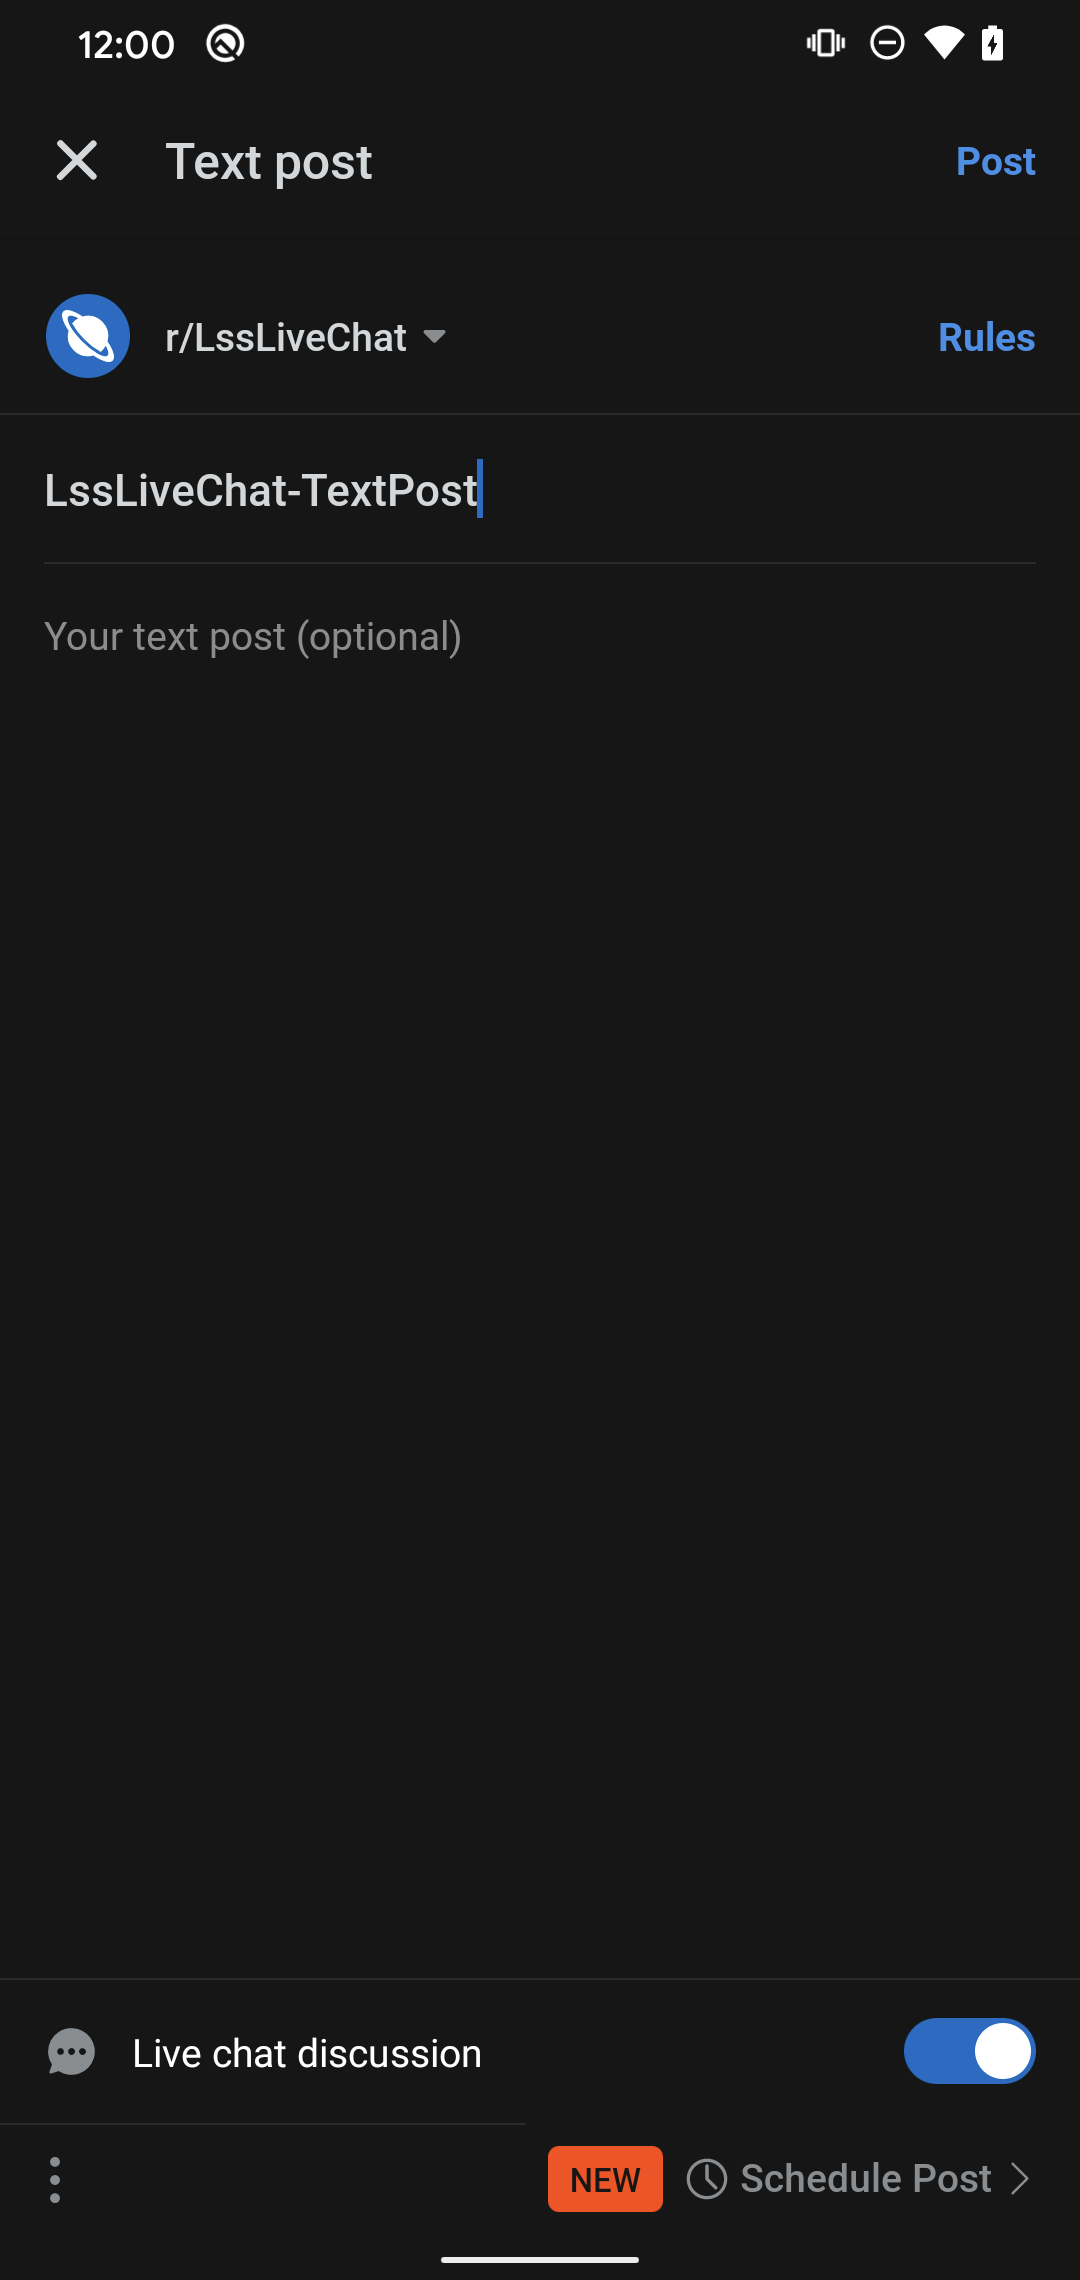 12:00
Text post
Post
r/LssLiveChat
Rules
LssLiveChat-TextPost
Your text post (optional)
Live chat discussion
NEW
Schedule Post